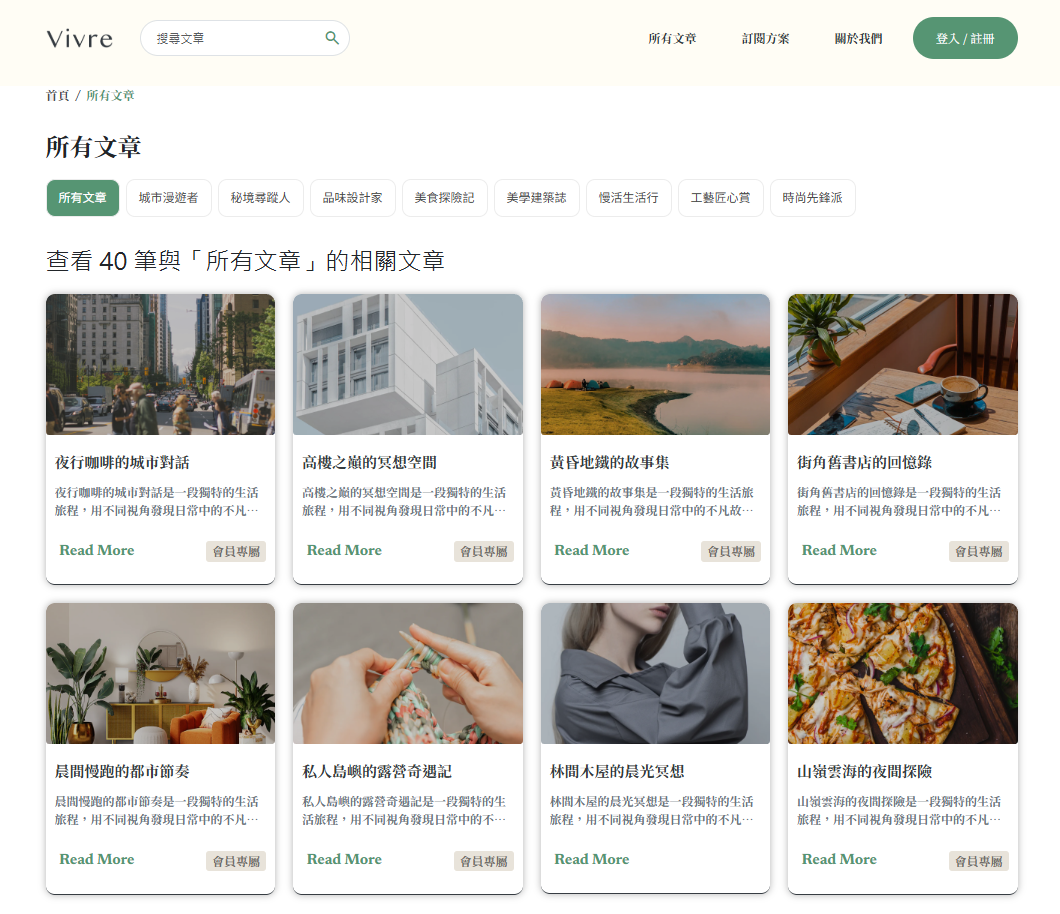 Vivre
搜尋文章
所有文章
訂閱方案
關於我們
登入 / 註冊
首頁 / 所有文章
所有文章
所有文章
城市漫遊者
秘境尋蹤人
品味設計家
美食探險記
美學建築誌
慢活生活行
工藝匠心賞
時尚先鋒派
查看 40 筆與「所有文章」的相關文章
夜行咖啡的城市對話
夜行咖啡的城市對話是一段獨特的生活
旅程，用不同視角發現日常中的不凡…
Read More
會員專屬
高樓之巔的冥想空間
高樓之巔的冥想空間是一段獨特的生活
旅程，用不同視角發現日常中的不凡…
Read More
會員專屬
黃昏地鐵的故事集
黃昏地鐵的故事集是一段獨特的生活旅
程，用不同視角發現日常中的不凡故…
Read More
會員專屬
街角舊書店的回憶錄
街角舊書店的回憶錄是一段獨特的生活
旅程，用不同視角發現日常中的不凡…
Read More
會員專屬
晨間慢跑的都市節奏
晨間慢跑的都市節奏是一段獨特的生活
旅程，用不同視角發現日常中的不凡…
Read More
會員專屬
私人島嶼的露營奇遇記
私人島嶼的露營奇遇記是一段獨特的生
活旅程，用不同視角發現日常中的不…
Read More
會員專屬
林間木屋的晨光冥想
林間木屋的晨光冥想是一段獨特的生活
旅程，用不同視角發現日常中的不凡…
Read More
山嶺雲海的夜間探險
山嶺雲海的夜間探險是一段獨特的生活
旅程，用不同視角發現日常中的不凡…
Read More
會員專屬